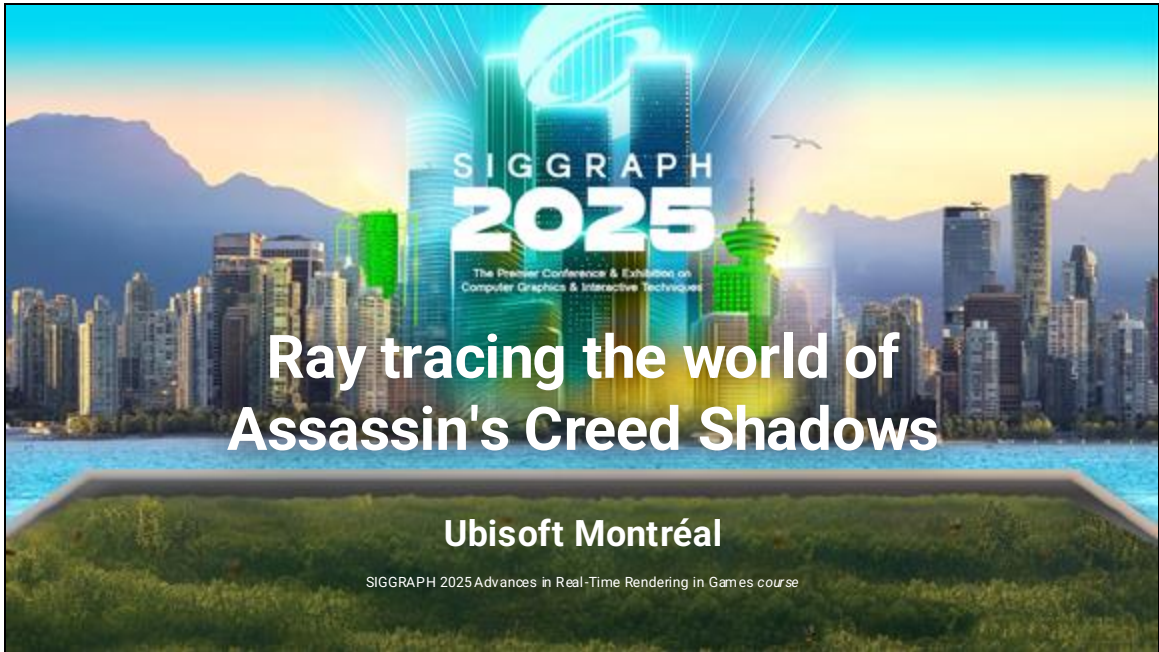 SIGGRAPH
2025
The Premier Conference & Exhibition on
Computer Graphics & Interactive Techniques
Ray tracing the world of
Assassin's Creed Shadows
Ubisoft Montréal
SIGGRAPH 2025 Advances in Real-Time Rendering in Games course